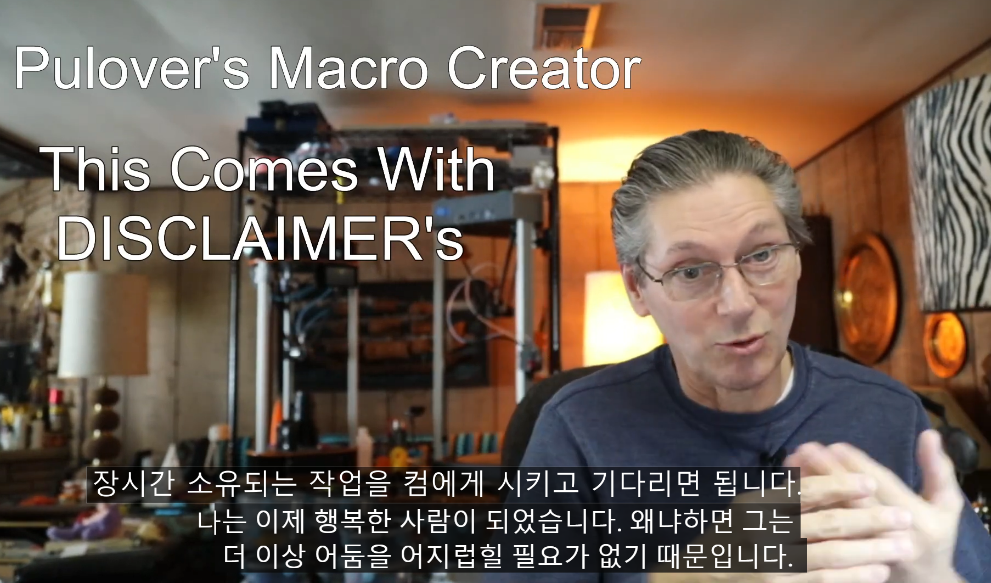 Pulover's Macro Creator
This Comes With
DISCLAIMER's
장시간 소유되는 작업을 컴에게 시키고 기다리면 됩니다.
나는 이제 행복한 사람이 되었습니다. 왜냐하면 그는
더 이상 어둠을 어지럽힐 필요가 없기 때문입니다.